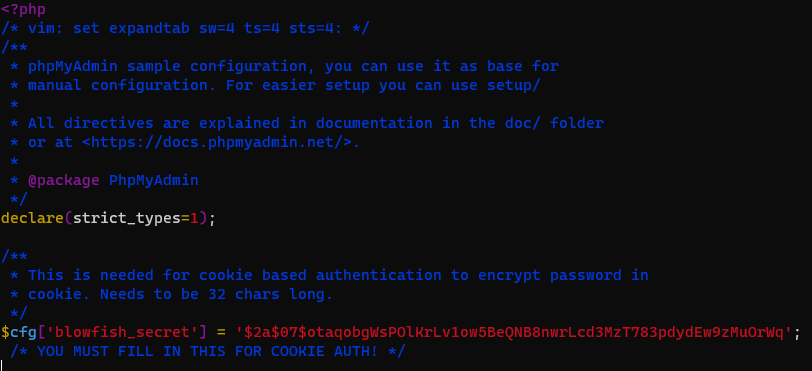 <?php
/* vim: set expandtab sw=4 ts=4 sts=4: */
/**
 * phpMyAdmin sample configuration, you can use it as base for
 * manual configuration. For easier setup you can use setup/
 *
 * All directives are explained in documentation in the doc/ folder
 * or at <https://docs.phpmyadmin.net/>.
 *
 * @package PhpMyAdmin
 */
declare(strict_types=1);

/**
 * This is needed for cookie based authentication to encrypt password in
 * cookie. Needs to be 32 chars long.
 */
$cfg['blowfish_secret'] = '$2a$07$otaqobgWsPOlKrLv1ow5BeQNB8nwrLcd3MzT783pdydEw9zMuOrWq';
 /* YOU MUST FILL IN THIS FOR COOKIE AUTH! */